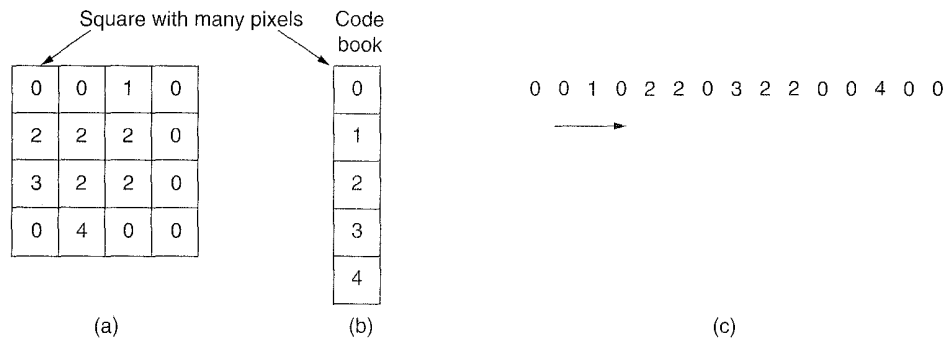 Square with many pixels
Code book
0 0 1 0
2 2 2 0
3 2 2 0
0 4 0 0
0
1
2
3
4
0 0 1 0 2 2 0 3 2 2 0 0 4 0 0
(a)
(b)
(c)